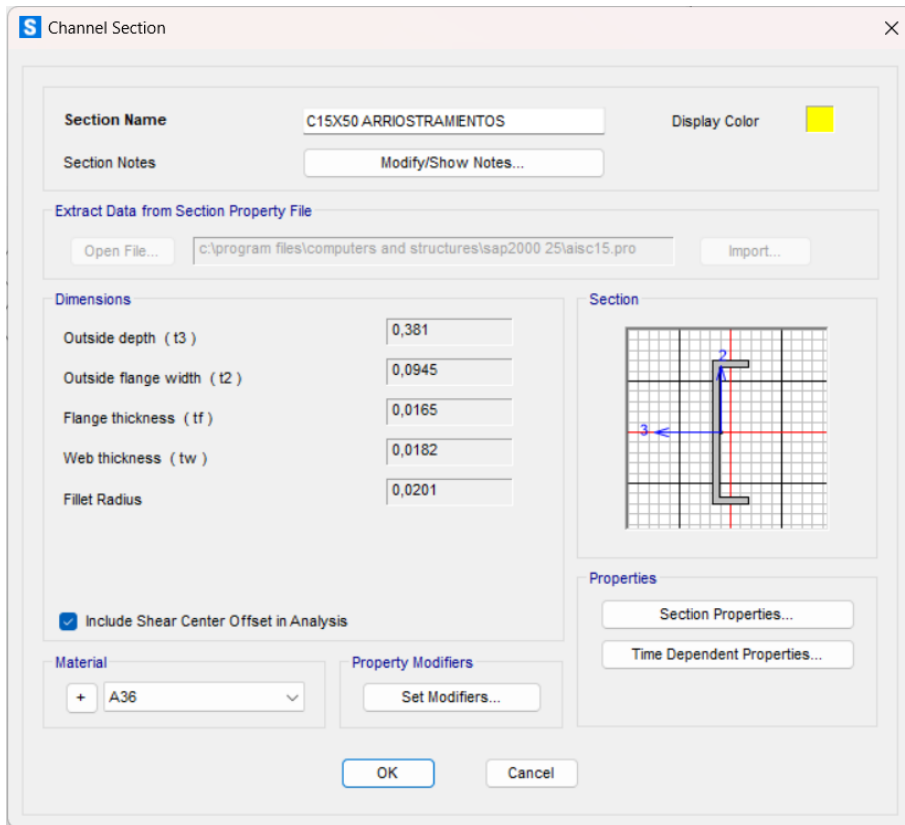 S Channel Section
Section Name C15X50 ARRIOSTRAMIENTOS Display Color
Section Notes Modify/Show Notes...
Extract Data from Section Property File
Open File... c:\program files\computers and structures\sap2000 25\aisc15.pro Import...
Dimensions
Outside depth ( t3 ) 0,381
Outside flange width ( t2 ) 0,0945
Flange thickness ( tf ) 0,0165
Web thickness ( tw ) 0,0182
Fillet Radius 0,0201
Include Shear Center Offset in Analysis
Section
2
3
Properties
Section Properties...
Time Dependent Properties...
Material
+ A36
Property Modifiers
Set Modifiers...
OK Cancel